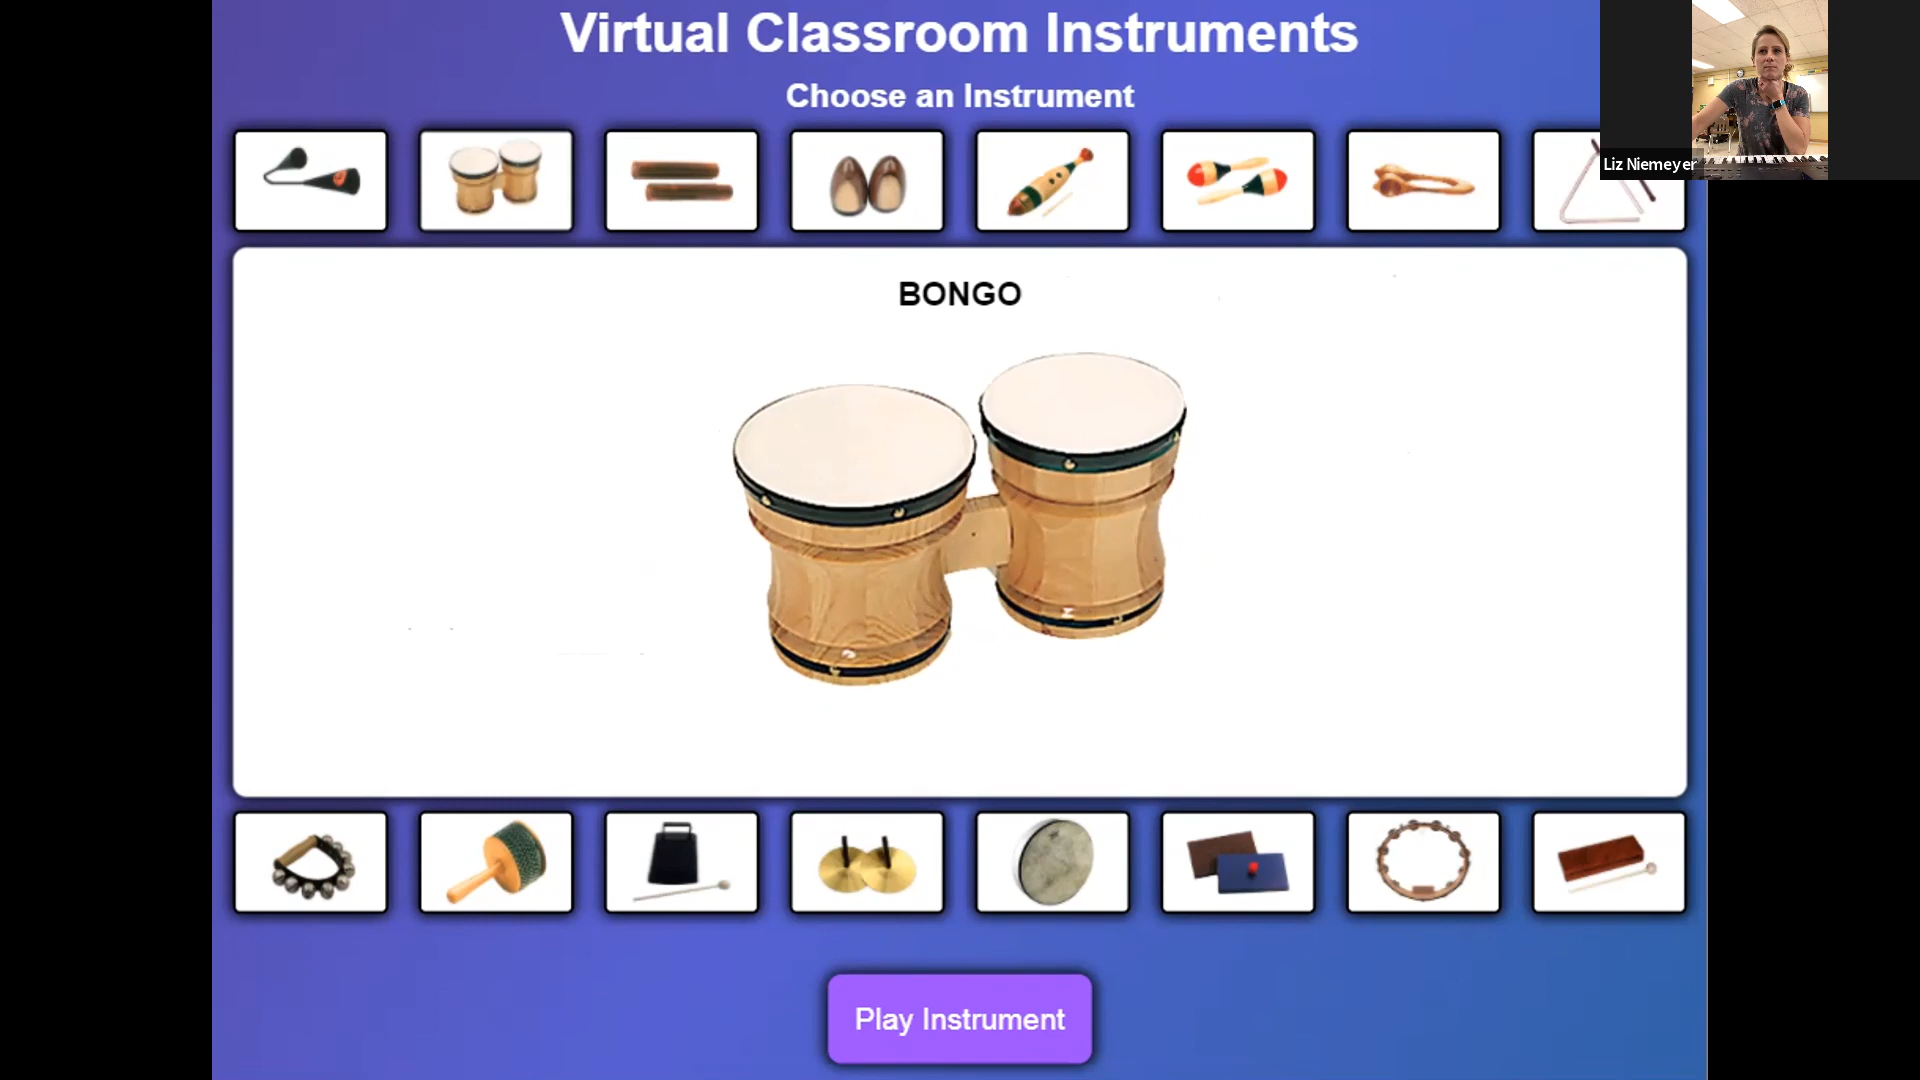 Virtual Classroom Instruments
Choose an Instrument
Liz Niemeyer
BONGO
Play Instrument